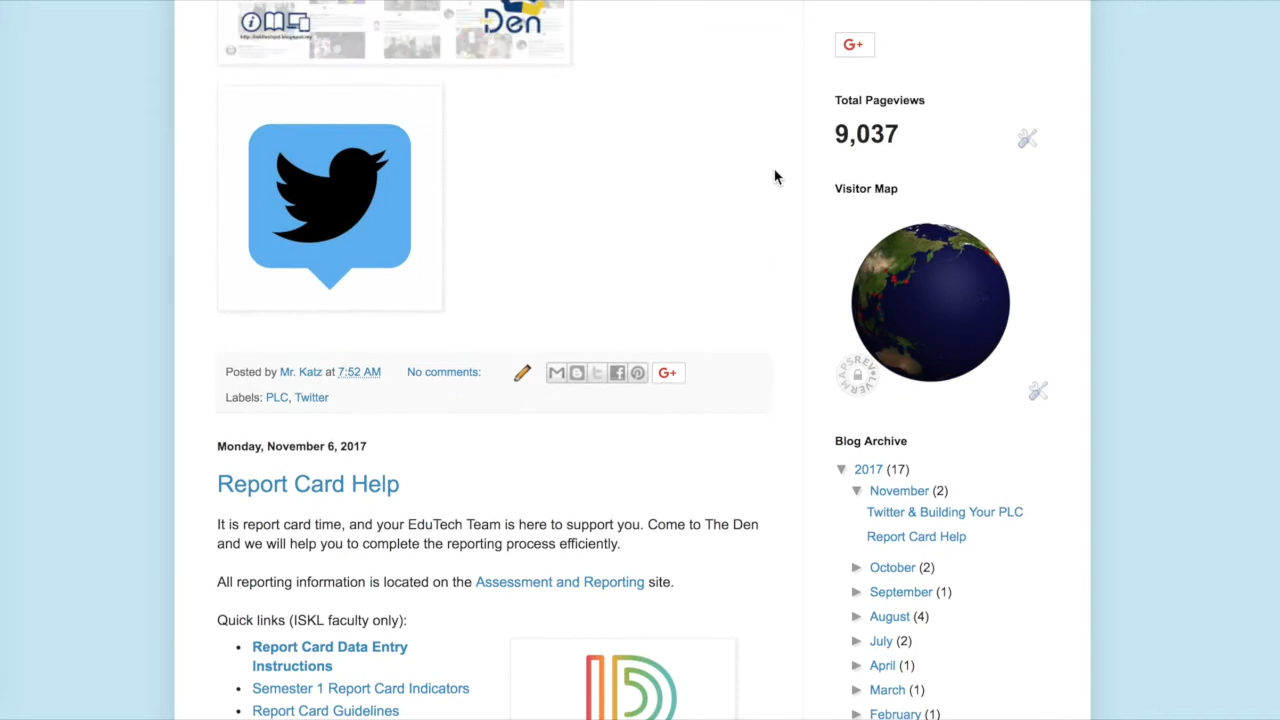 Den
G+
Total Pageviews
9,037
Visitor Map
MAPSREVOLVER
Posted by Mr. Katz at 7:52 AM No comments:
G+
Labels: PLC, Twitter
Blog Archive
2017 (17)
November (2)
Twitter & Building Your PLC
Report Card Help
October (2)
September (1)
August (4)
July (2)
April (1)
March (1)
February (1)
Monday, November 6, 2017
Report Card Help
It is report card time, and your EduTech Team is here to support you. Come to The Den
and we will help you to complete the reporting process efficiently.
All reporting information is located on the Assessment and Reporting site.
Quick links (ISKL faculty only):
• Report Card Data Entry
Instructions
• Semester 1 Report Card Indicators
• Report Card Guidelines